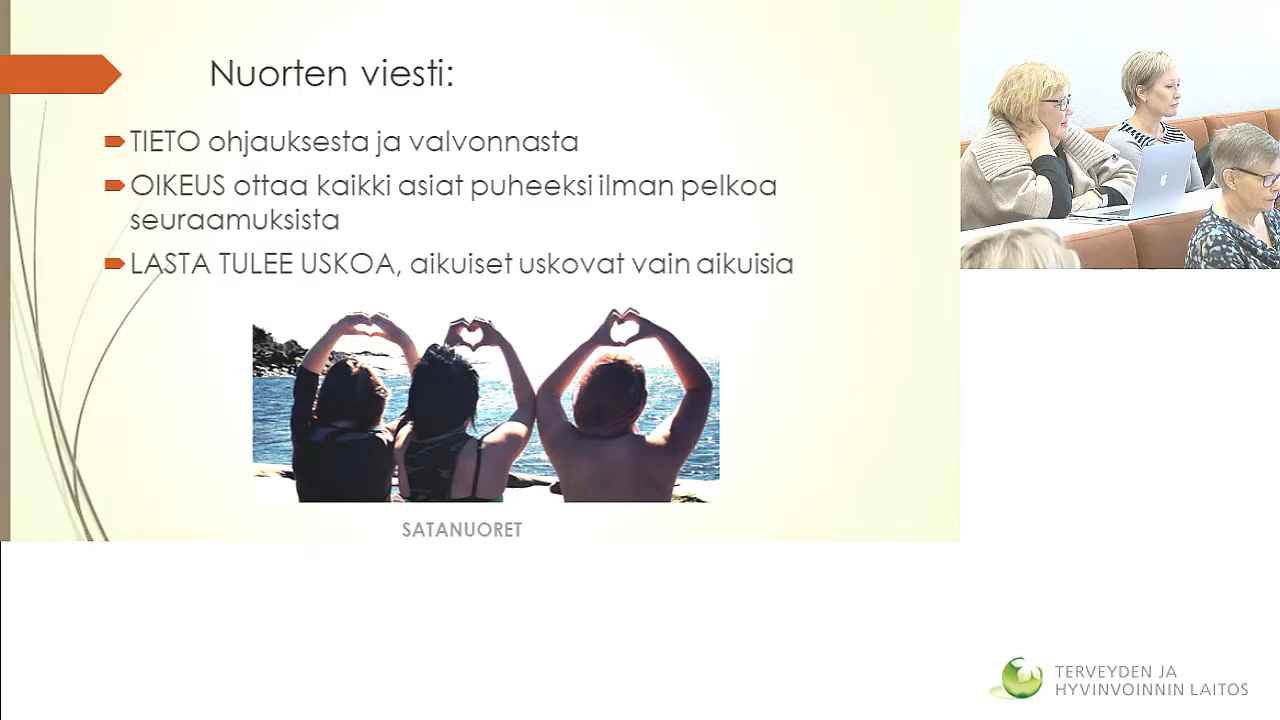 Nuorten viesti:
TIETO ohjauksesta ja valvonnasta
OIKEUS ottaa kaikki asiat puheeksi ilman pelkoa
seuraamuksista
LASTA TULEE USKOA, aikuiset uskovat vain aikuisia
SATANUORET
TERVEYDEN JA
HYVINVOINNIN LAITOS